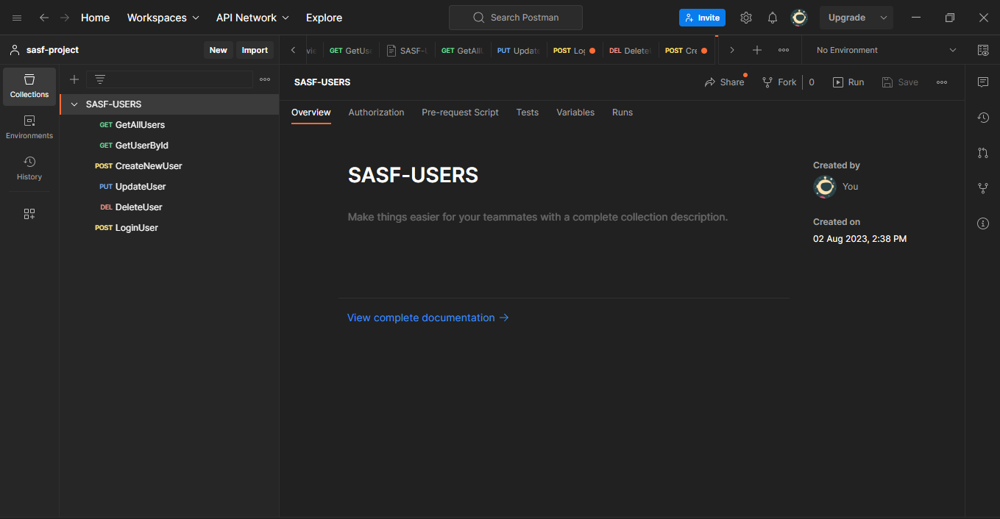 Home Workspaces API Network Explore Search Postman Invite Upgrade
sasf-project New Import
GET GetUse SASF-U GET GetAllU PUT Update POST Log DEL DeleteU POST Cre No Environment
Collections
Environments
History
SASF-USERS
GET GetAllUsers
GET GetUserById
POST CreateNewUser
PUT UpdateUser
DEL DeleteUser
POST LoginUser
SASF-USERS Share Fork 0 Run Save
Overview Authorization Pre-request Script Tests Variables Runs
SASF-USERS
Make things easier for your teammates with a complete collection description.
View complete documentation →
Created by
You
Created on
02 Aug 2023, 2:38 PM